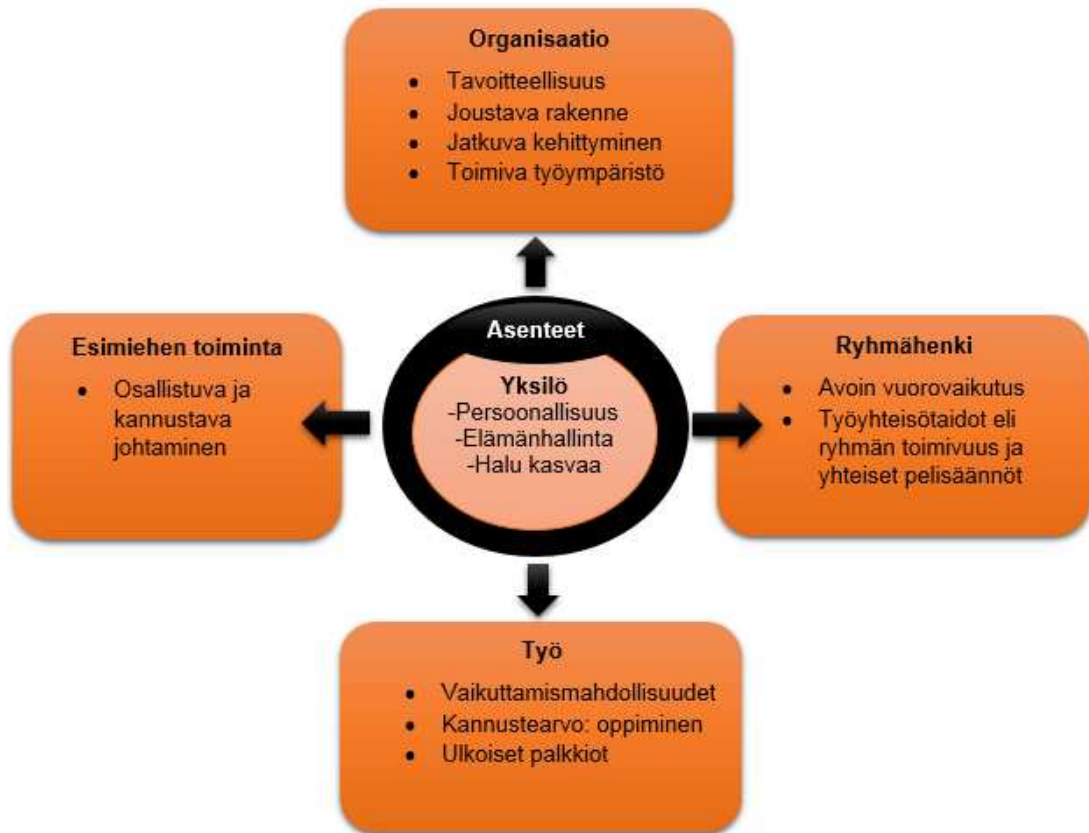 Organisaatio
• Tavoitteellisuus
• Joustava rakenne
• Jatkuva kehittyminen
• Toimiva työympäristö
Esimiehen toiminta
• Osallistuva ja
kannustava
johtaminen
Asenteet
Yksilö
-Persoonallisuus
-Elämänhallinta
-Halu kasvaa
Ryhmähenki
• Avoin vuorovaikutus
• Työyhteisötaidot eli
ryhmän toimivuus ja
yhteiset pelisäännöt
Työ
• Vaikuttamismahdollisuudet
• Kannustearvo: oppiminen
• Ulkoiset palkkiot